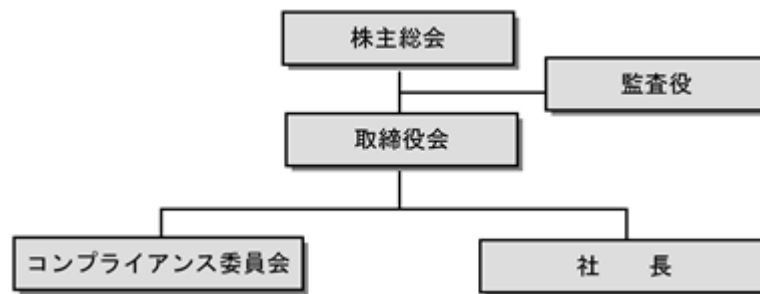 株主総会
監査役
取締役会
コンプライアンス委員会
社　　長